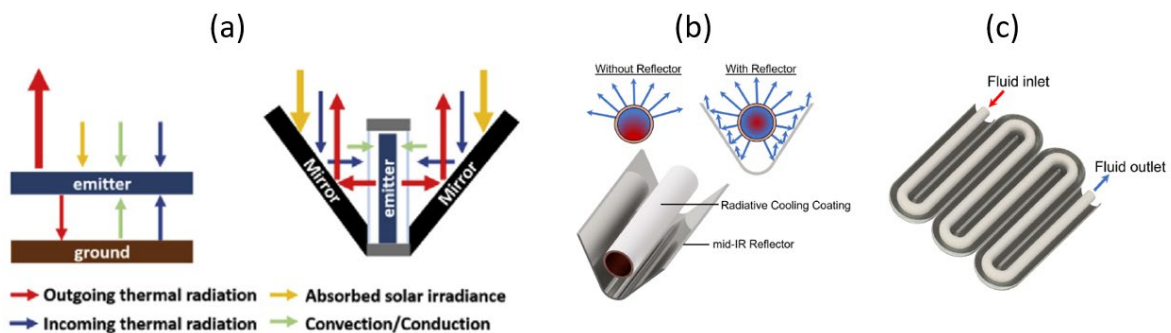 (a)
emitter
ground
Mirror
emitter
Mirror
Outgoing thermal radiation
Absorbed solar irradiance
Incoming thermal radiation
Convection/Conduction
(b)
Without Reflector
With Reflector
Radiative Cooling Coating
mid-IR Reflector
(c)
Fluid inlet
Fluid outlet